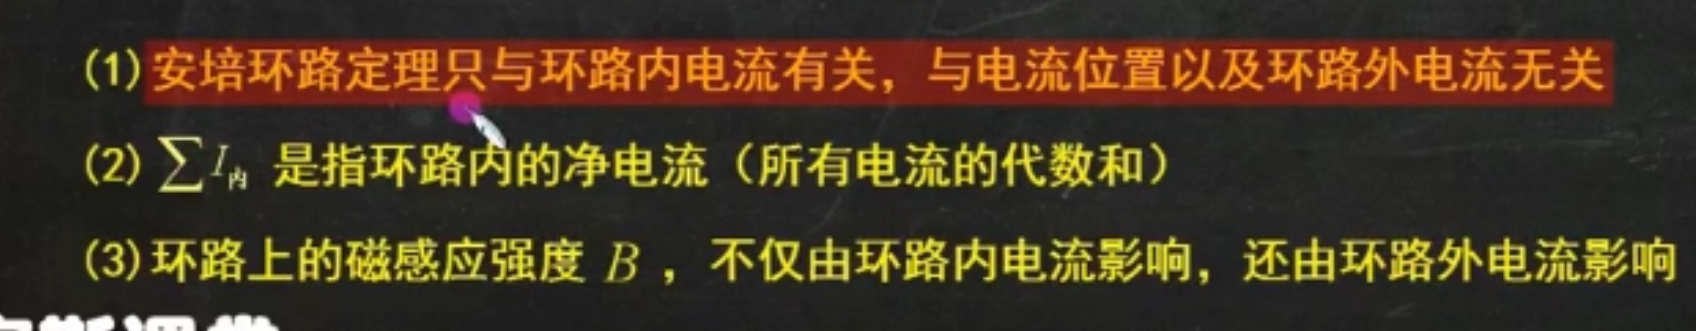 (1)安培环路定理只与环路内电流有关，与电流位置以及环路外电流无关
(2)∑I内 是指环路内的净电流（所有电流的代数和）
(3)环路上的磁感应强度 B ，不仅由环路内电流影响，还由环路外电流影响